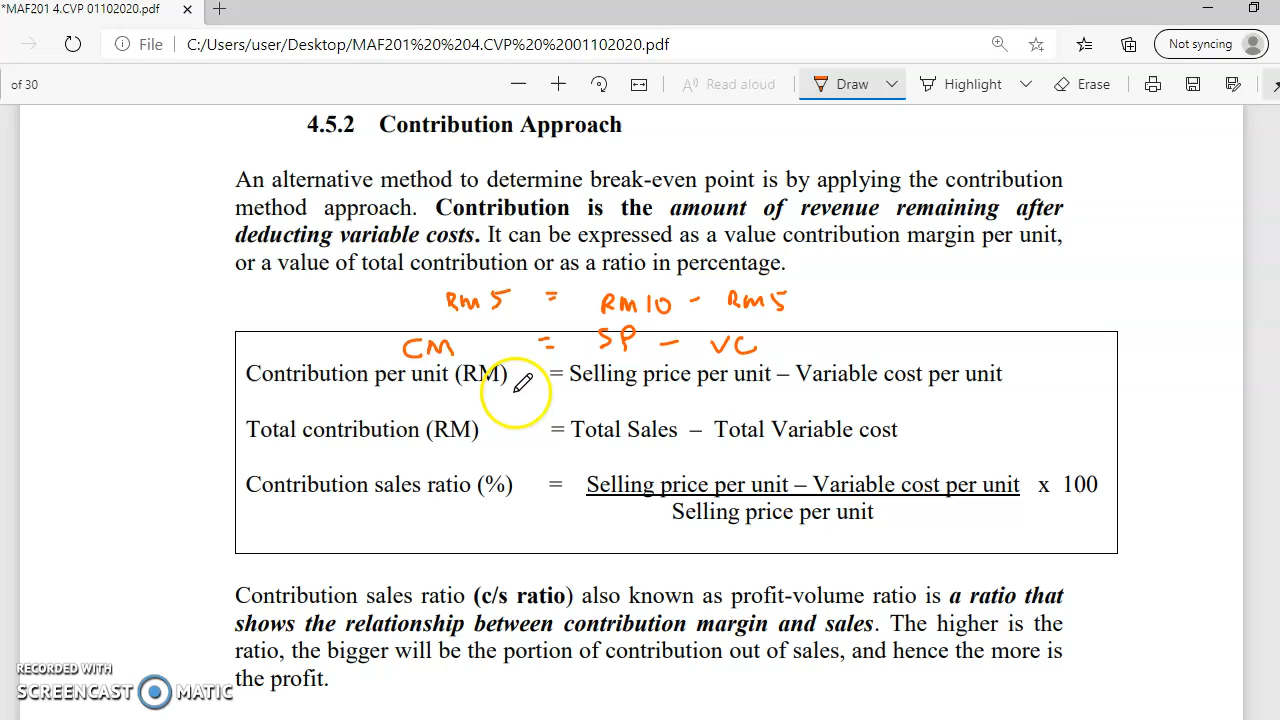 *MAF201 4.CVP 01102020.pdf
File
C:/Users/user/Desktop/MAF201%20%204.CVP%20%2001102020.pdf
Not syncing
of 30
Read aloud
Draw
Highlight
Erase
4.5.2 Contribution Approach
An alternative method to determine break-even point is by applying the contribution
method approach. Contribution is the amount of revenue remaining after
deducting variable costs. It can be expressed as a value contribution margin per unit,
or a value of total contribution or as a ratio in percentage.
RM 5 = RM10 - RM5
CM = SP - VC
Contribution per unit (RM) = Selling price per unit – Variable cost per unit
Total contribution (RM) = Total Sales – Total Variable cost
Contribution sales ratio (%) = Selling price per unit – Variable cost per unit x 100
Selling price per unit
Contribution sales ratio (c/s ratio) also known as profit-volume ratio is a ratio that
shows the relationship between contribution margin and sales. The higher is the
ratio, the bigger will be the portion of contribution out of sales, and hence the more is
the profit.
RECORDED WITH
SCREENCAST MATIC